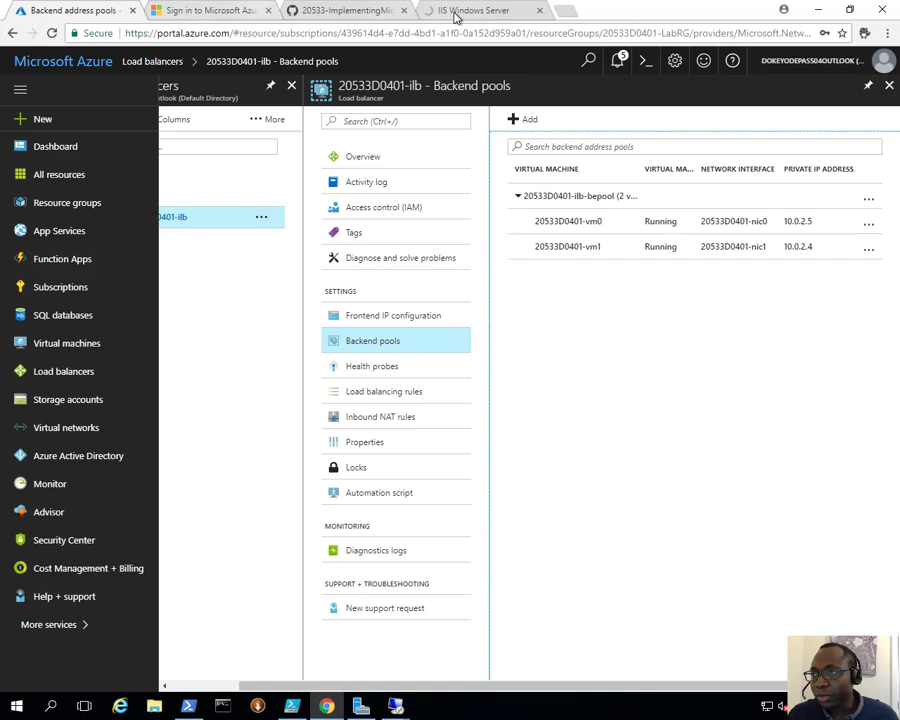 Backend address pools -
Sign in to Microsoft Azu
20533-ImplementingMic
IIS Windows Server
Secure
https://portal.azure.com/#resource/subscriptions/439614d4-e7dd-4bd1-a1f0-0a152d959a01/resourceGroups/20533D0401-LabRG/providers/Microsoft.Netw...
Microsoft Azure
Load balancers > 20533D0401-ilb - Backend pools
5
DOKEYODEPASS04OUTLOOK (...
New
Dashboard
All resources
Resource groups
App Services
Function Apps
Subscriptions
SQL databases
Virtual machines
Load balancers
Storage accounts
Virtual networks
Azure Active Directory
Monitor
Advisor
Security Center
Cost Management + Billing
Help + support
More services
cers
utlook (Default Directory)
Columns
More
0401-ilb
20533D0401-ilb - Backend pools
Load balancer
Search (Ctrl+/)
Overview
Activity log
Access control (IAM)
Tags
Diagnose and solve problems
SETTINGS
Frontend IP configuration
Backend pools
Health probes
Load balancing rules
Inbound NAT rules
Properties
Locks
Automation script
MONITORING
Diagnostics logs
SUPPORT + TROUBLESHOOTING
New support request
Add
Search backend address pools
VIRTUAL MACHINE VIRTUAL MA... NETWORK INTERFACE PRIVATE IP ADDRESS
20533D0401-ilb-bepool (2 v...
20533D0401-vm0 Running 20533D0401-nic0 10.0.2.5
20533D0401-vm1 Running 20533D0401-nic1 10.0.2.4